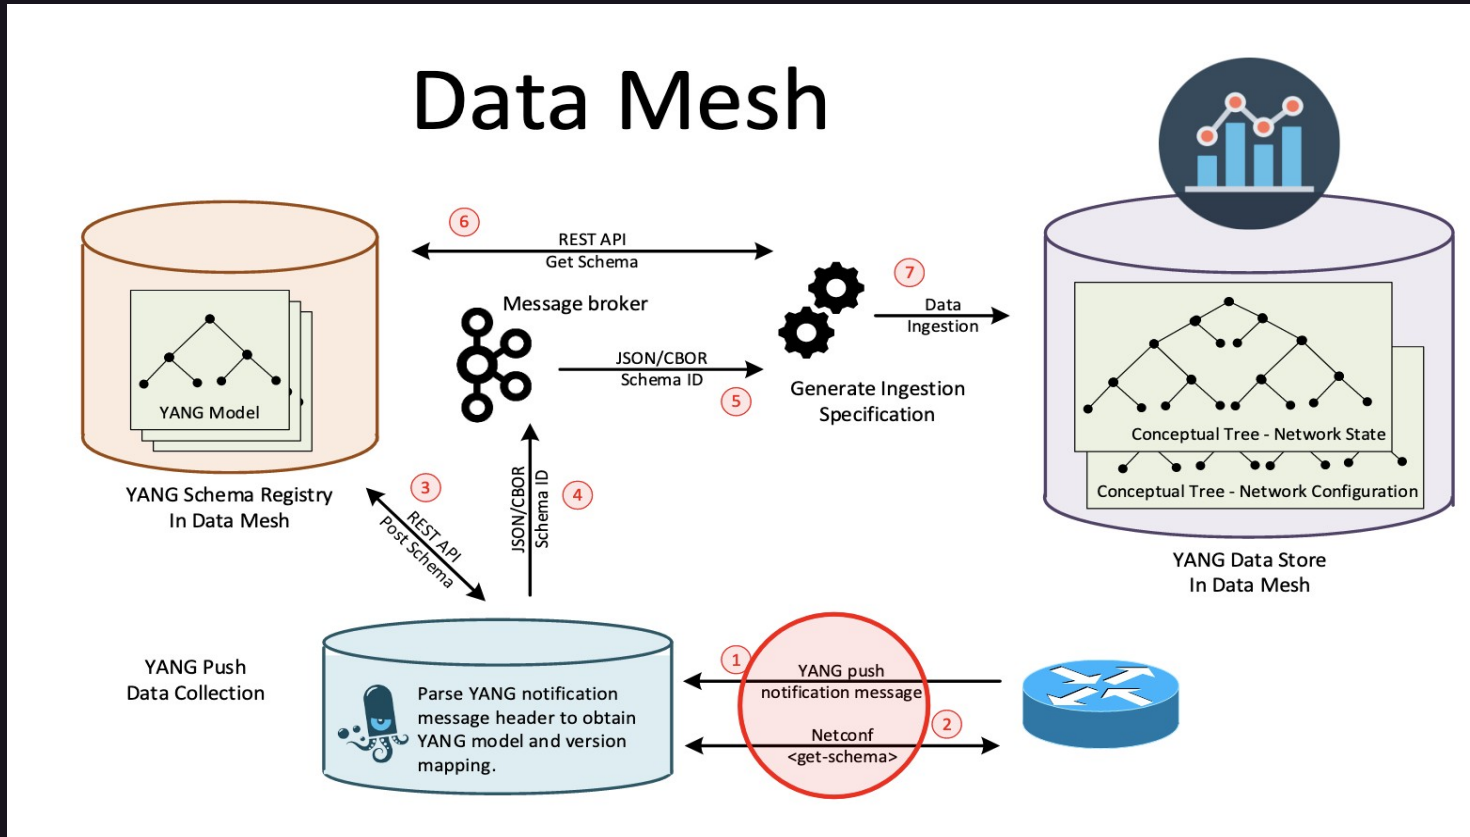 Data Mesh
6
REST API
Get Schema
7
Data
Ingestion
Message broker
JSON/CBOR
Schema ID
5
Generate Ingestion
Specification
YANG Model
YANG Schema Registry
In Data Mesh
3
REST API
Post Schema
JSON/CBOR
Schema ID
4
Conceptual Tree - Network State
Conceptual Tree - Network Configuration
YANG Data Store
In Data Mesh
YANG Push
Data Collection
Parse YANG notification
message header to obtain
YANG model and version
mapping.
1
YANG push
notification message
2
Netconf
<get-schema>